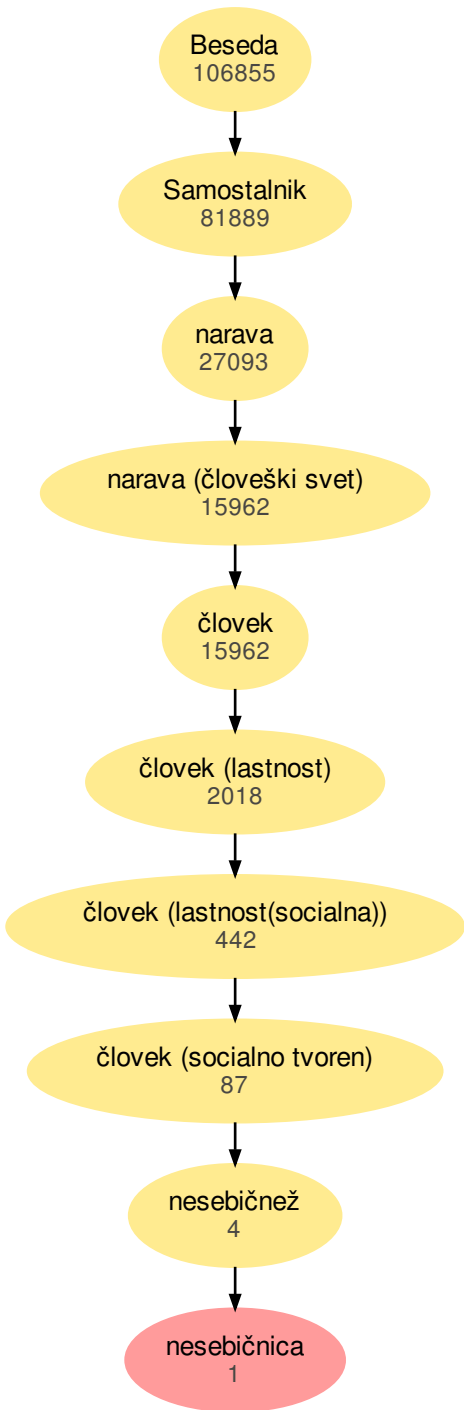 Beseda
106855
Samostalnik
81889
narava
27093
narava (človeški svet)
15962
človek
15962
človek (lastnost)
2018
človek (lastnost(socialna))
442
človek (socialno tvoren)
87
nesebičnež
4
nesebičnica
1